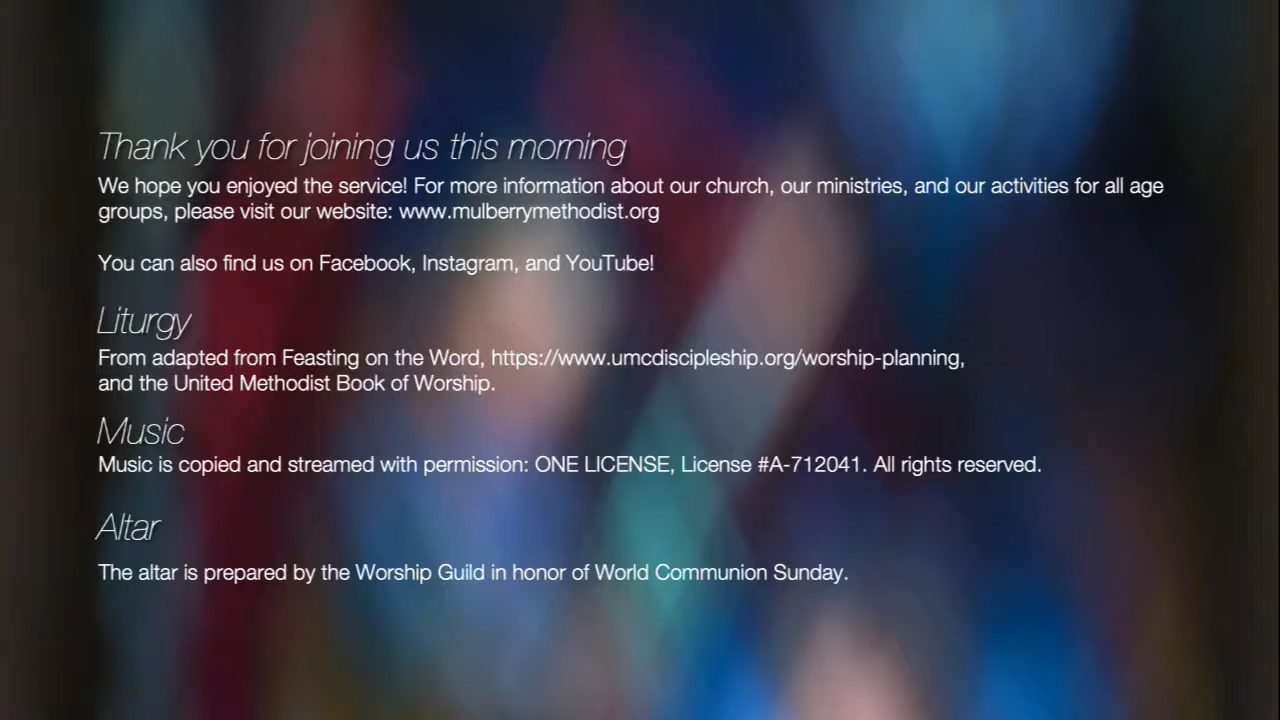 Thank you for joining us this morning
We hope you enjoyed the service! For more information about our church, our ministries, and our activities for all age
groups, please visit our website: www.mulberrymethodist.org
You can also find us on Facebook, Instagram, and YouTube!
Liturgy
From adapted from Feasting on the Word, https://www.umcdiscipleship.org/worship-planning,
and the United Methodist Book of Worship.
Music
Music is copied and streamed with permission: ONE LICENSE, License #A-712041. All rights reserved.
Altar
The altar is prepared by the Worship Guild in honor of World Communion Sunday.